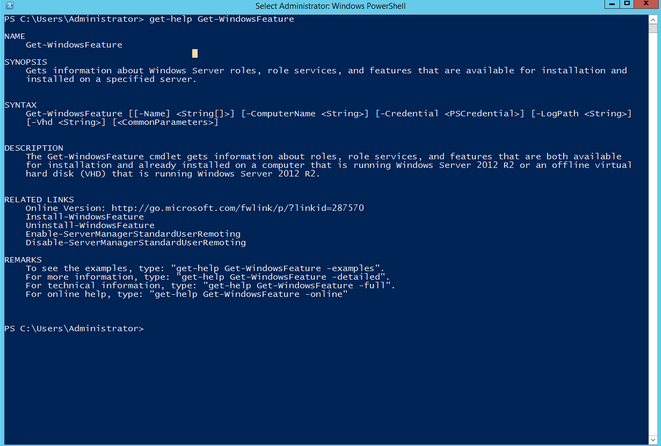 Select Administrator: Windows PowerShell
PS C:\Users\Administrator> get-help Get-WindowsFeature
NAME
Get-WindowsFeature
SYNOPSIS
Gets information about Windows Server roles, role services, and features that are available for installation and
installed on a specified server.
SYNTAX
Get-WindowsFeature [[-Name] <String[]>] [-ComputerName <String>] [-Credential <PSCredential>] [-LogPath <String>]
[-Vhd <String>] [<CommonParameters>]
DESCRIPTION
The Get-WindowsFeature cmdlet gets information about roles, role services, and features that are both available
for installation and already installed on a computer that is running Windows Server 2012 R2 or an offline virtual
hard disk (VHD) that is running Windows Server 2012 R2.
RELATED LINKS
Online Version: http://go.microsoft.com/fwlink/p/?linkid=287570
Install-WindowsFeature
Uninstall-WindowsFeature
Enable-ServerManagerStandardUserRemoting
Disable-ServerManagerStandardUserRemoting
REMARKS
To see the examples, type: "get-help Get-WindowsFeature -examples".
For more information, type: "get-help Get-WindowsFeature -detailed".
For technical information, type: "get-help Get-WindowsFeature -full".
For online help, type: "get-help Get-WindowsFeature -online"
PS C:\Users\Administrator>